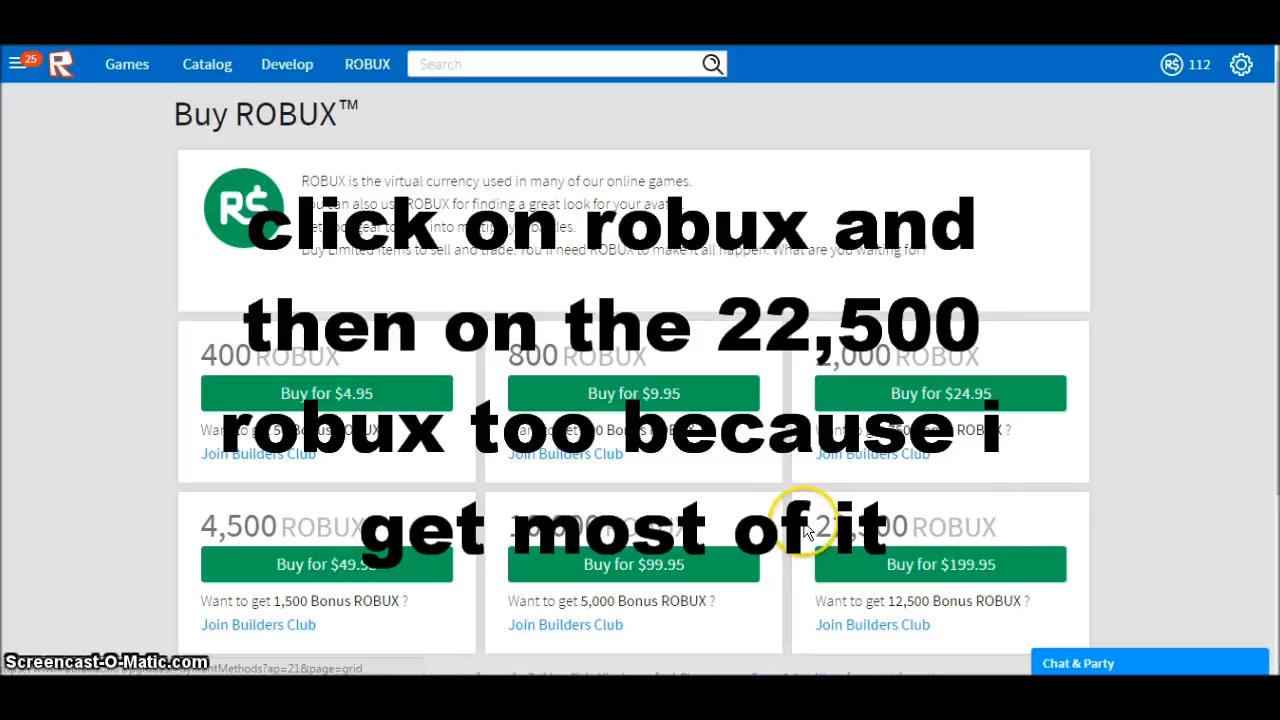 25
Games Catalog Develop ROBUX Search R$ 112
Buy ROBUX™
R$
ROBUX is the virtual currency used in many of our online games.
click on robux and
then on the 22,500
robux too because i
get most of it
400 ROBUX
800 ROBUX
ROBUX
Buy for $4.95
Buy for $9.95
Buy for $24.95
Join Builders Club
Join Builders Club
Join Builders Club
4,500 ROBUX
ROBUX
22,500 ROBUX
Buy for $49.95
Buy for $99.95
Buy for $199.95
Want to get 1,500 Bonus ROBUX ?
Want to get 5,000 Bonus ROBUX ?
Want to get 12,500 Bonus ROBUX ?
Join Builders Club
Join Builders Club
Join Builders Club
Screencast-O-Matic.com
Chat & Party